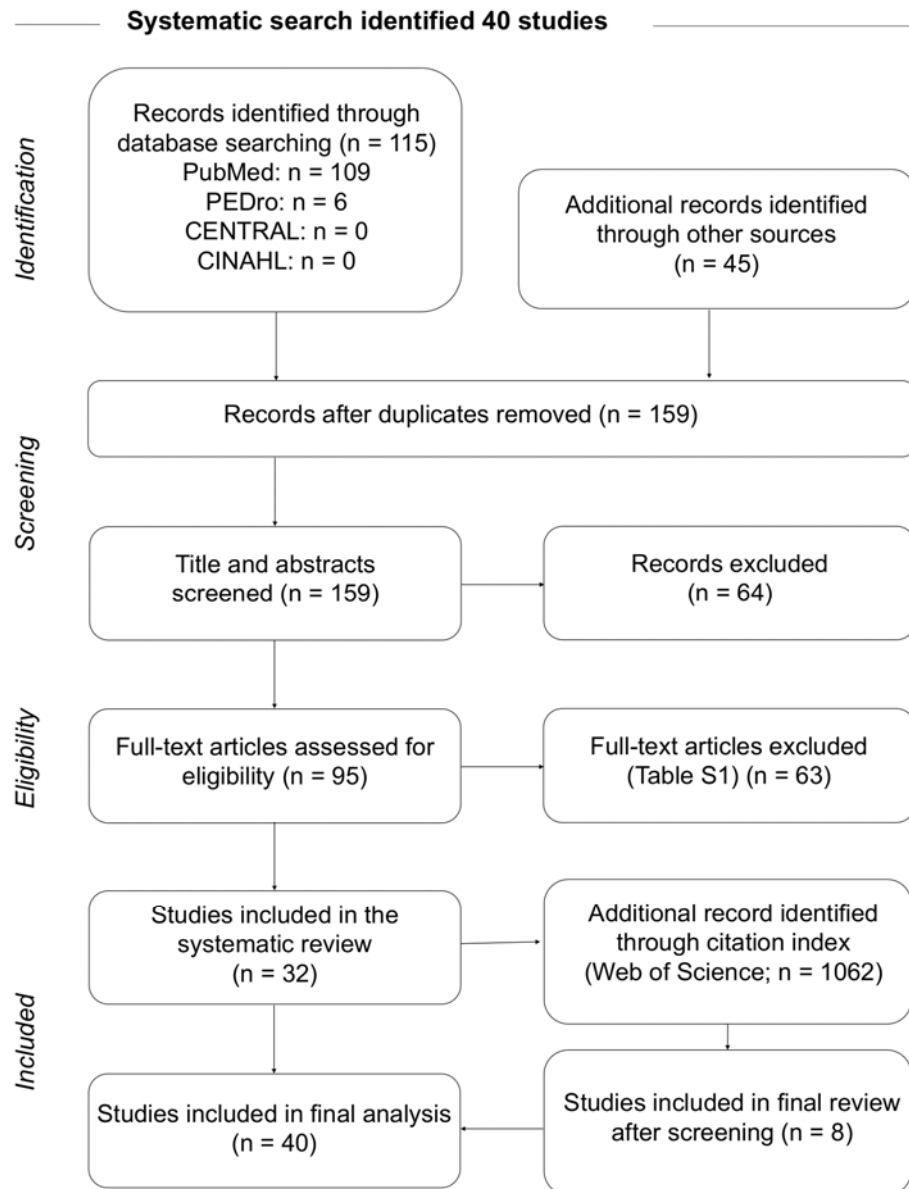 Systematic search identified 40 studies
Identification
Records identified through
database searching (n = 115)
PubMed: n = 109
PEDro: n = 6
CENTRAL: n = 0
CINAHL: n = 0
Additional records identified
through other sources
(n = 45)
Screening
Records after duplicates removed (n = 159)
Title and abstracts
screened (n = 159)
Records excluded
(n = 64)
Eligibility
Full-text articles assessed for
eligibility (n = 95)
Full-text articles excluded
(Table S1) (n = 63)
Included
Studies included in the
systematic review
(n = 32)
Additional record identified
through citation index
(Web of Science; n = 1062)
Studies included in final analysis
(n = 40)
Studies included in final review
after screening (n = 8)